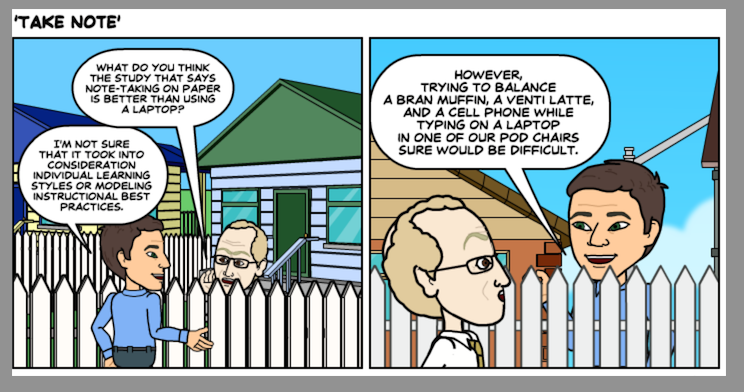 'TAKE NOTE'
WHAT DO YOU THINK
THE STUDY THAT SAYS
NOTE-TAKING ON PAPER
IS BETTER THAN USING
A LAPTOP?
I'M NOT SURE
THAT IT TOOK INTO
CONSIDERATION
INDIVIDUAL LEARNING
STYLES OR MODELING
INSTRUCTIONAL BEST
PRACTICES.
HOWEVER,
TRYING TO BALANCE
A BRAN MUFFIN, A VENTI LATTE,
AND A CELL PHONE WHILE
TYPING ON A LAPTOP
IN ONE OF OUR POD CHAIRS
SURE WOULD BE DIFFICULT.